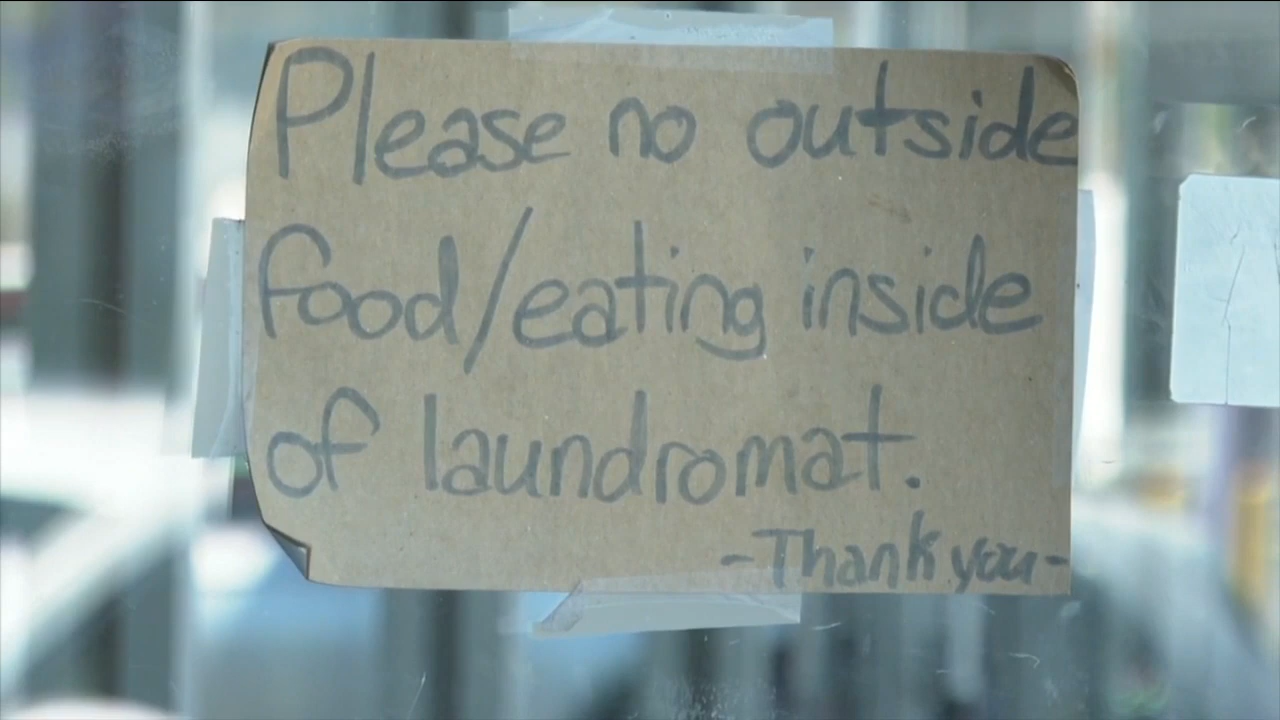 Please no outside
food/eating inside
of laundromat.
-Thank you-